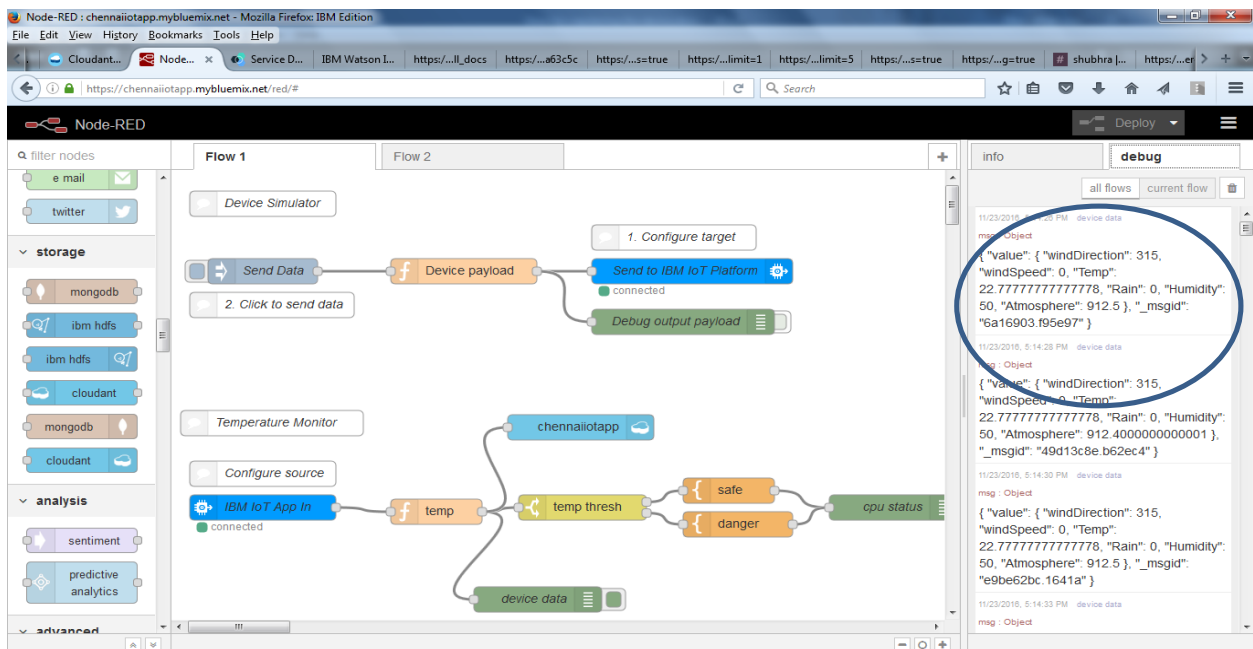 Node-RED : chennaiiotapp.mybluemix.net - Mozilla Firefox: IBM Edition
File Edit View History Bookmarks Tools Help
Cloudant... Node... × Service D... IBM Watson I... https:/...ll_docs https:/...a63c5c https:/...s=true https:/...limit=1 https:/...limit=5 https:/...s=true https:/...g=true # shubhra |... https:/...er
https://chennaiiotapp.mybluemix.net/red/# Search
Node-RED Deploy
filter nodes
e mail
twitter
storage
mongodb
ibm hdfs
ibm hdfs
cloudant
mongodb
cloudant
analysis
sentiment
predictive
analytics
advanced
Flow 1 Flow 2 +
Device Simulator
1. Configure target
Send Data Device payload Send to IBM IoT Platform
connected
2. Click to send data
Debug output payload
Temperature Monitor
chennaiiotapp
Configure source
safe
IBM IoT App In temp temp thresh cpu status
connected
danger
device data
info debug
all flows current flow
11/23/2016, 5:14:26 PM device data
msg : Object
{ "value": { "windDirection": 315,
"windSpeed": 0, "Temp":
22.77777777777778, "Rain": 0, "Humidity":
50, "Atmosphere": 912.5 }, "_msgid":
"6a16903.f95e97" }
11/23/2016, 5:14:28 PM device data
msg : Object
{ "value": { "windDirection": 315,
"windSpeed": 0, "Temp":
22.77777777777778, "Rain": 0, "Humidity":
50, "Atmosphere": 912.4000000000001 },
"_msgid": "49d13c8e.b62ec4" }
11/23/2016, 5:14:30 PM device data
msg : Object
{ "value": { "windDirection": 315,
"windSpeed": 0, "Temp":
22.77777777777778, "Rain": 0, "Humidity":
50, "Atmosphere": 912.5 }, "_msgid":
"e9be62bc.1641a" }
11/23/2016, 5:14:33 PM device data
msg : Object